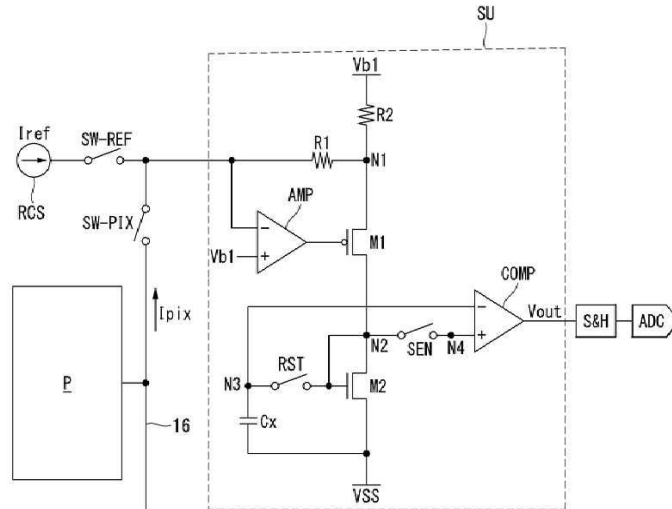 SU
Vb1
R2
Iref
SW-REF
R1
N1
RCS
SW-PIX
AMP
-
+
Vb1
M1
COMP
Ipix
-
+
Vout
S&H
ADC
N2
SEN
N4
RST
N3
M2
P
Cx
16
VSS